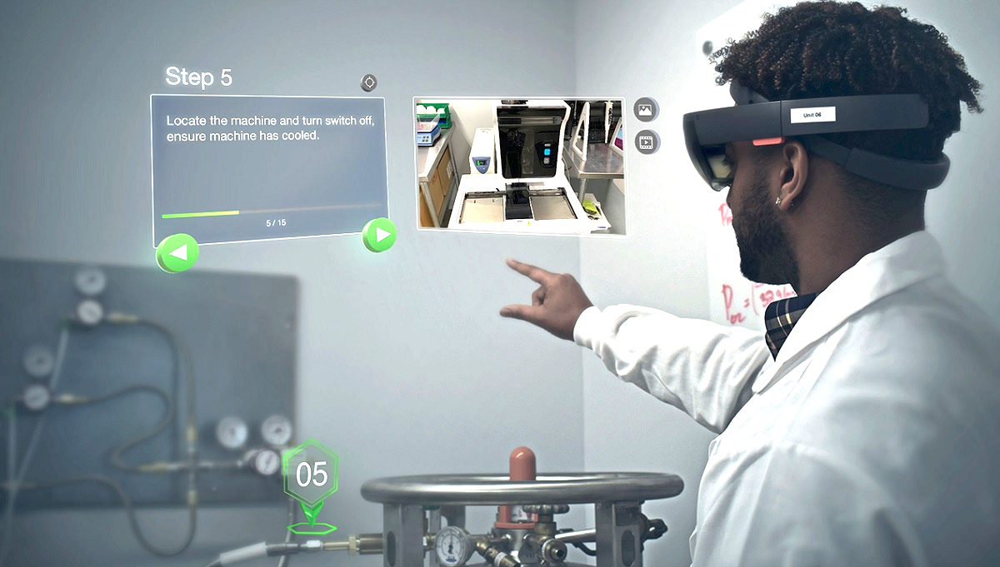 Step 5
Locate the machine and turn switch off,
ensure machine has cooled.
5 / 15
Unit 06
05